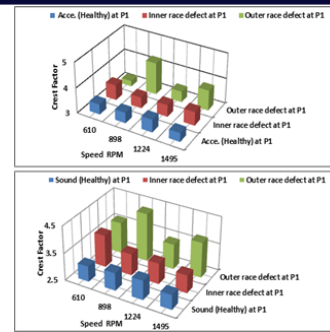 Acce. (Healthy) at P1 Inner race defect at P1 Outer race defect at P1
5
4
3
Crest Factor
610
898
1224
1495
Speed RPM
Outer race defect at P1
Inner race defect at P1
Acce. (Healthy) at P1
Sound (Healthy) at P1 Inner race defect at P1 Outer race defect at P1
4.5
3.5
2.5
Crest Factor
610
898
1224
1495
Speed RPM
Outer race defect at P1
Inner race defect at P1
Sound (Healthy) at P1